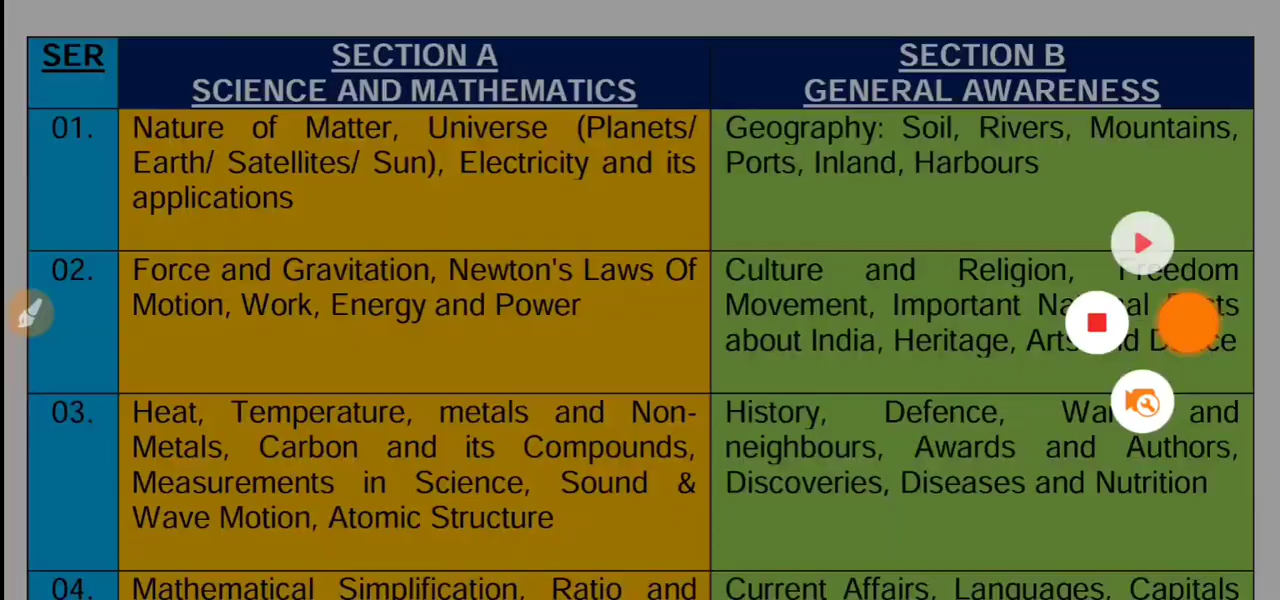 SER
SECTION A
SCIENCE AND MATHEMATICS
SECTION B
GENERAL AWARENESS
01.
Nature of Matter, Universe (Planets/
Earth/ Satellites/ Sun), Electricity and its
applications
Geography: Soil, Rivers, Mountains,
Ports, Inland, Harbours
02.
Force and Gravitation, Newton's Laws Of
Motion, Work, Energy and Power
Culture and Religion, Freedom
Movement, Important National
about India, Heritage, Arts and
03.
Heat, Temperature, metals and Non-
Metals, Carbon and its Compounds,
Measurements in Science, Sound &
Wave Motion, Atomic Structure
History, Defence, and
neighbours, Awards and Authors,
Discoveries, Diseases and Nutrition
04.
Mathematical Simplification, Ratio and
Current Affairs, Languages, Capitals